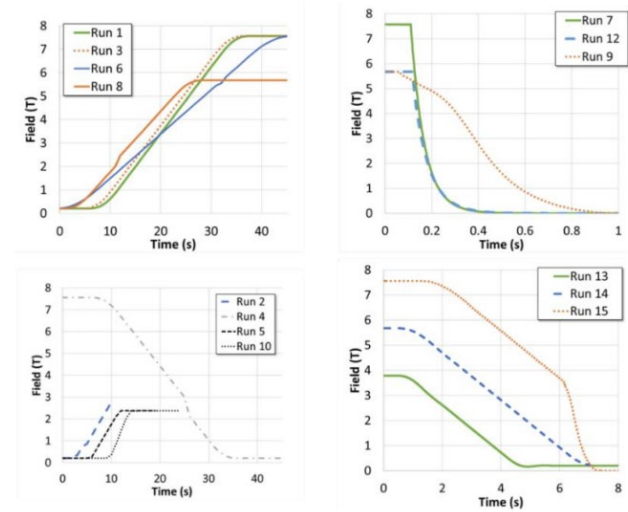 8
7
6
5
4
3
2
1
0
Field (T)
Run 1
Run 3
Run 6
Run 8
0
10
20
30
40
Time (s)
8
7
6
5
4
3
2
1
0
Field (T)
Run 7
Run 12
Run 9
0
0.2
0.4
0.6
0.8
1
Time (s)
8
7
6
5
4
3
2
1
0
Field (T)
Run 2
Run 4
Run 5
Run 10
0
10
20
30
40
Time (s)
8
7
6
5
4
3
2
1
0
Field (T)
Run 13
Run 14
Run 15
0
2
4
6
8
Time (s)